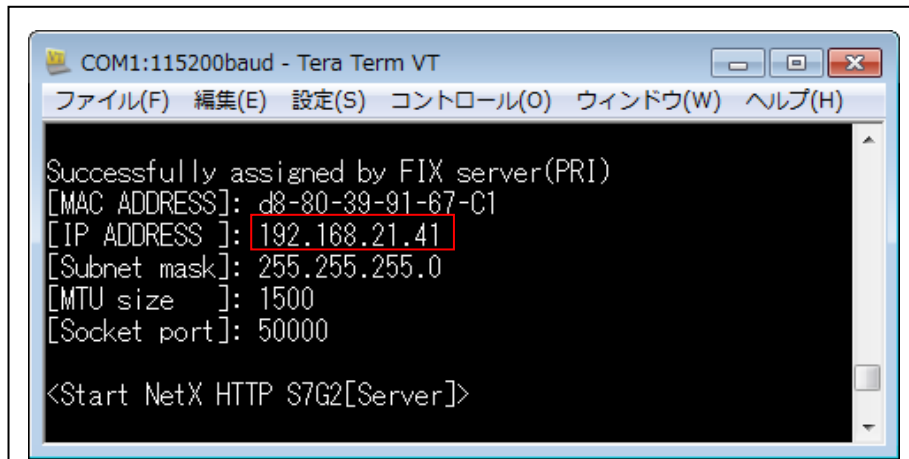 COM1:115200baud - Tera Term VT
ファイル(F) 編集(E) 設定(S) コントロール(O) ウィンドウ(W) ヘルプ(H)
Successfully assigned by FIX server(PRI)
[MAC ADDRESS]: d8-80-39-91-67-C1
[IP ADDRESS ]: 192.168.21.41
[Subnet mask]: 255.255.255.0
[MTU size   ]: 1500
[Socket port]: 50000
<Start NetX HTTP S7G2[Server]>